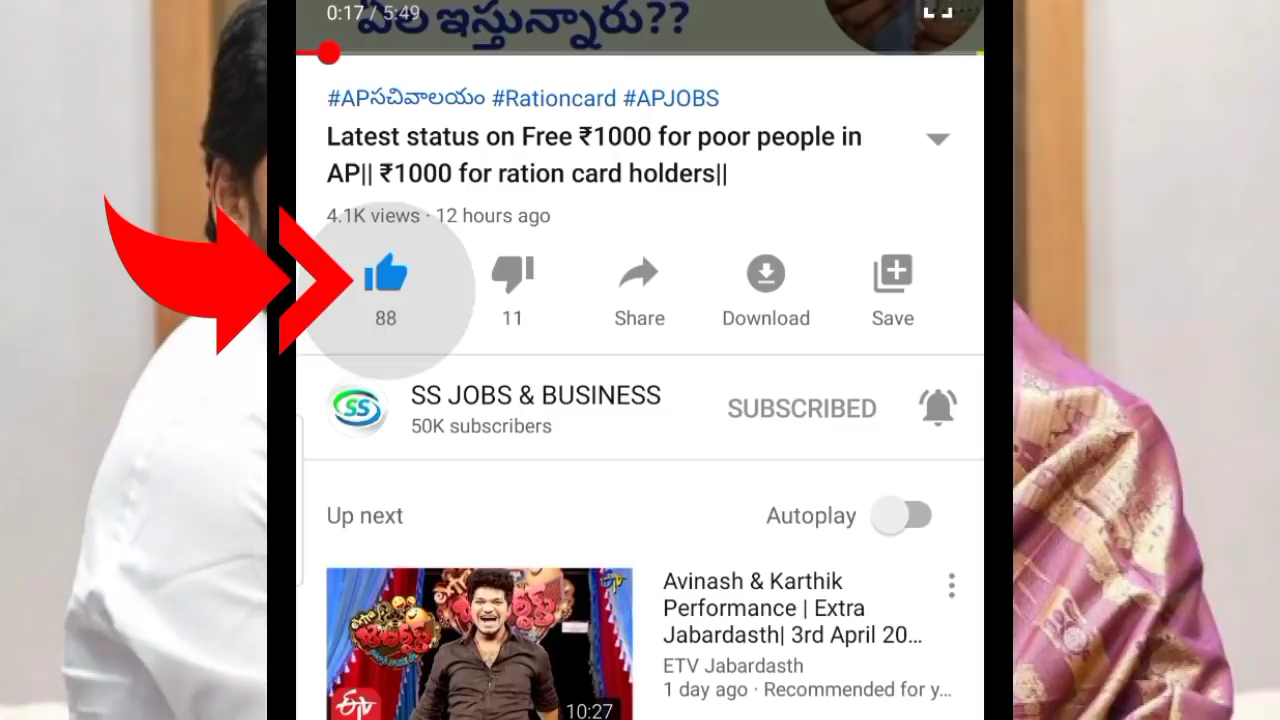 0:17 / 5:49
ఇస్తున్నారు??
#APసచివాలయం #Rationcard #APJOBS
Latest status on Free ₹1000 for poor people in
AP|| ₹1000 for ration card holders||
4.1K views · 12 hours ago
88
11
Share
Download
Save
SS
SS JOBS & BUSINESS
50K subscribers
SUBSCRIBED
Up next
Autoplay
Avinash & Karthik
Performance | Extra
Jabardasth| 3rd April 20...
ETV Jabardasth
1 day ago · Recommended for y...
10:27